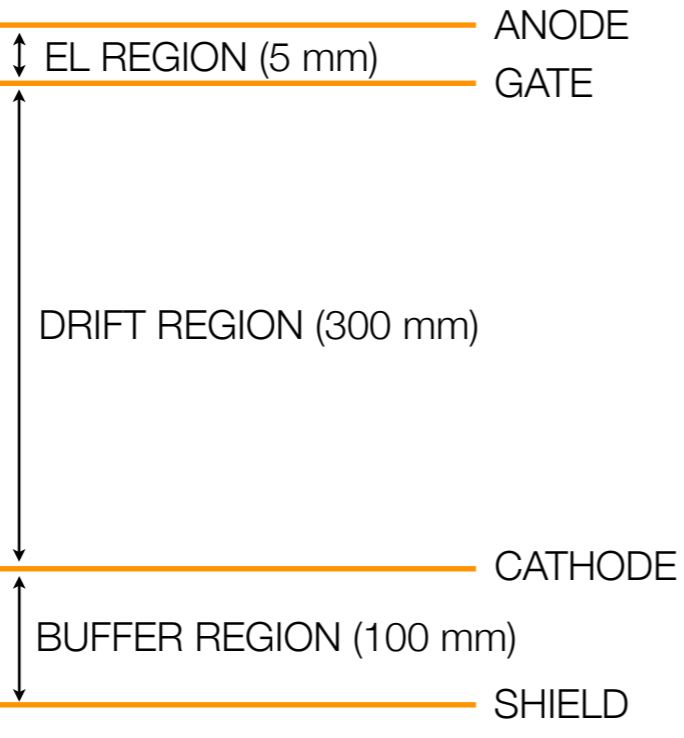 ANODE
EL REGION (5 mm)
GATE
DRIFT REGION (300 mm)
CATHODE
BUFFER REGION (100 mm)
SHIELD